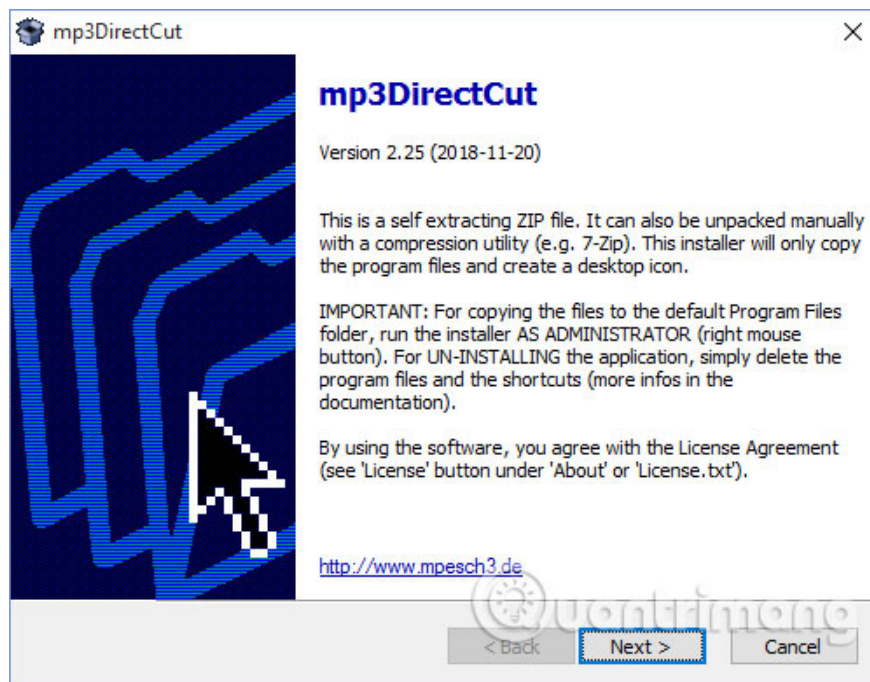 mp3DirectCut
mp3DirectCut
Version 2.25 (2018-11-20)
This is a self extracting ZIP file. It can also be unpacked manually
with a compression utility (e.g. 7-Zip). This installer will only copy
the program files and create a desktop icon.
IMPORTANT: For copying the files to the default Program Files
folder, run the installer AS ADMINISTRATOR (right mouse
button). For UN-INSTALLING the application, simply delete the
program files and the shortcuts (more infos in the
documentation).
By using the software, you agree with the License Agreement
(see 'License' button under 'About' or 'License.txt').
http://www.mpesch3.de
Quantrimang
< Back Next > Cancel